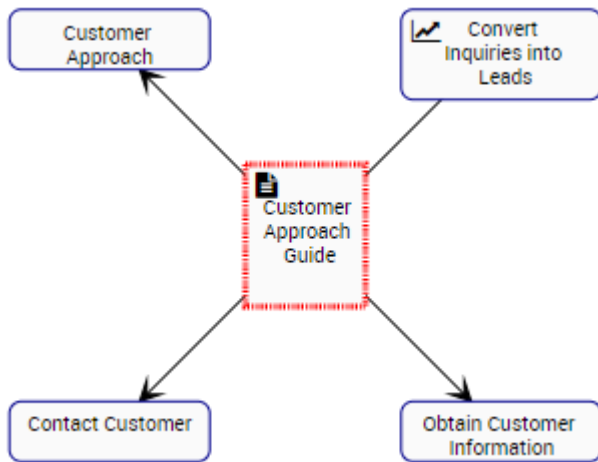 Customer
Approach
Convert
Inquiries into
Leads
Customer
Approach
Guide
Contact Customer
Obtain Customer
Information